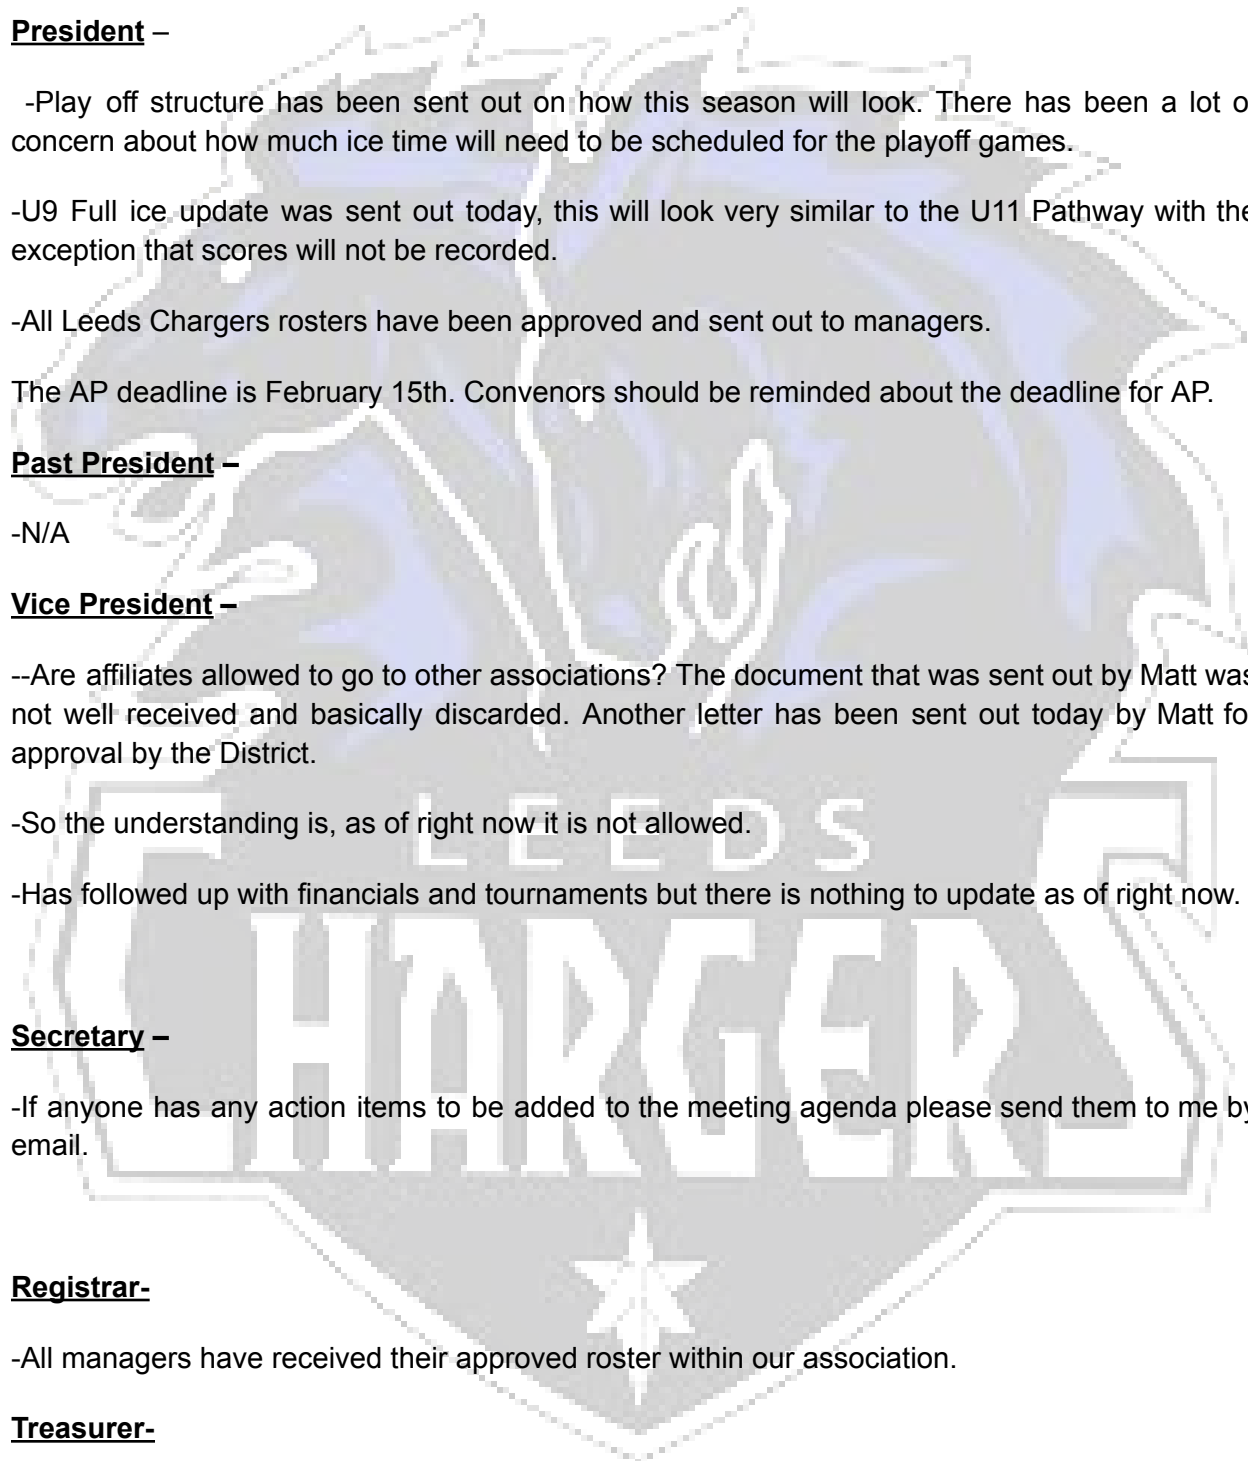 President –
-Play off structure has been sent out on how this season will look. There has been a lot o
concern about how much ice time will need to be scheduled for the playoff games.
-U9 Full ice update was sent out today, this will look very similar to the U11 Pathway with the
exception that scores will not be recorded.
-All Leeds Chargers rosters have been approved and sent out to managers.
The AP deadline is February 15th. Convenors should be reminded about the deadline for AP.
Past President –
-N/A
Vice President –
--Are affiliates allowed to go to other associations? The document that was sent out by Matt was
not well received and basically discarded. Another letter has been sent out today by Matt fo
approval by the District.
LEEDS
-So the understanding is, as of right now it is not allowed.
-Has followed up with financials and tournaments but there is nothing to update as of right now.
CHARGERS
Secretary –
-If anyone has any action items to be added to the meeting agenda please send them to me by
email.
Registrar-
-All managers have received their approved roster within our association.
Treasurer-